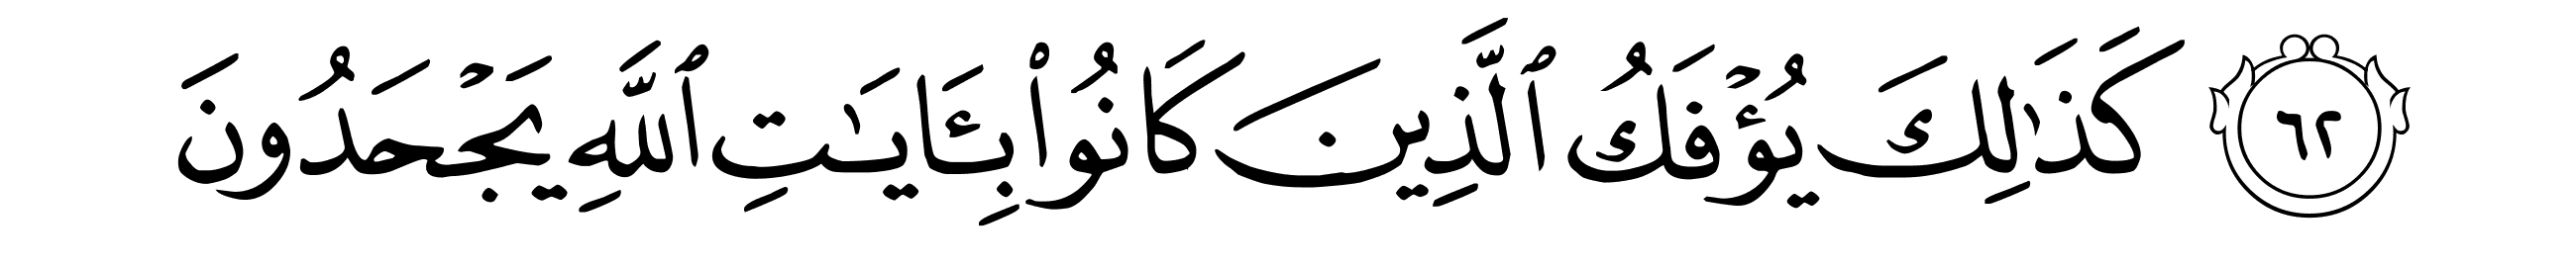 ٦٢ كَذَٰلِكَ يُؤْفَكُ ٱلَّذِينَ كَانُوا۟ بِـَٔايَـٰتِ ٱللَّهِ يَجْحَدُونَ